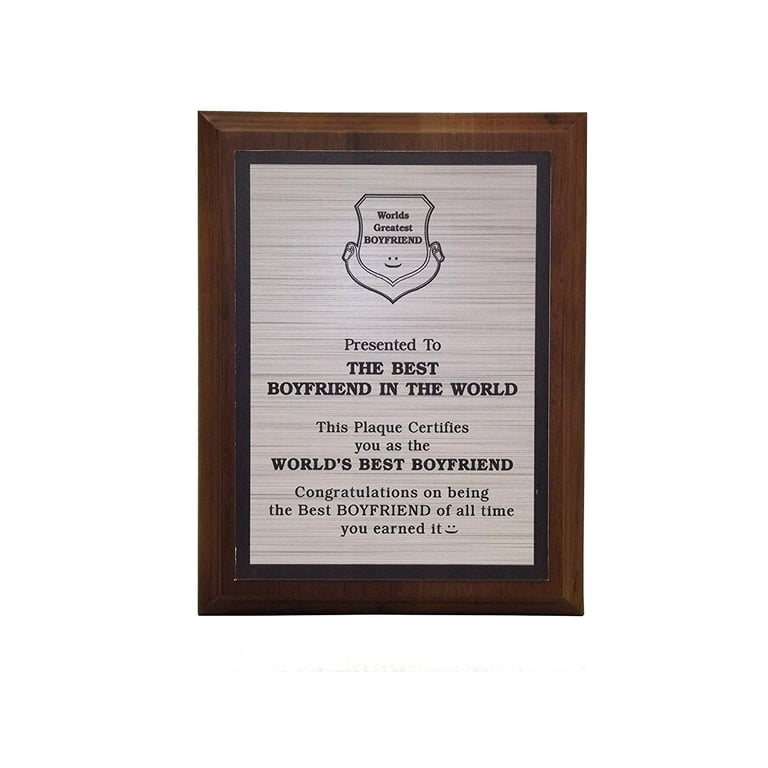 Worlds
Greatest
BOYFRIEND
Presented To
THE BEST
BOYFRIEND IN THE WORLD
This Plaque Certifies
you as the
WORLD'S BEST BOYFRIEND
Congratulations on being
the Best BOYFRIEND of all time
you earned it